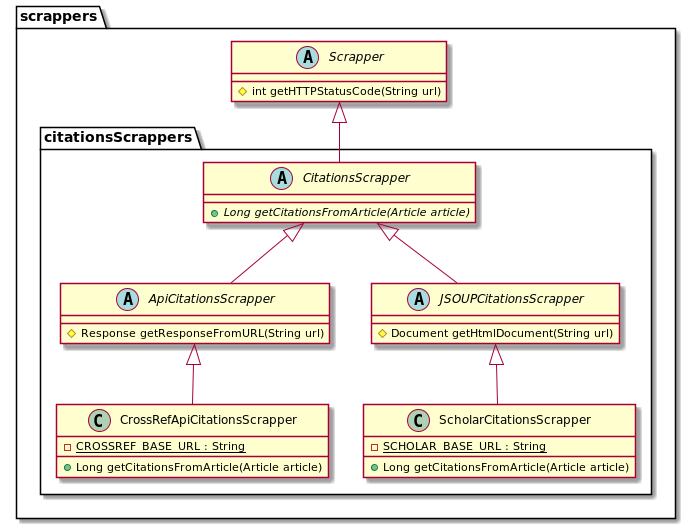 scrappers
A Scrapper
int getHTTPStatusCode(String url)
citationsScrappers
A CitationsScrapper
Long getCitationsFromArticle(Article article)
A ApiCitationsScrapper
Response getResponseFromURL(String url)
A JSOUPCitationsScrapper
Document getHtmlDocument(String url)
C CrossRefApiCitationsScrapper
CROSSREF_BASE_URL : String
Long getCitationsFromArticle(Article article)
C ScholarCitationsScrapper
SCHOLAR_BASE_URL : String
Long getCitationsFromArticle(Article article)